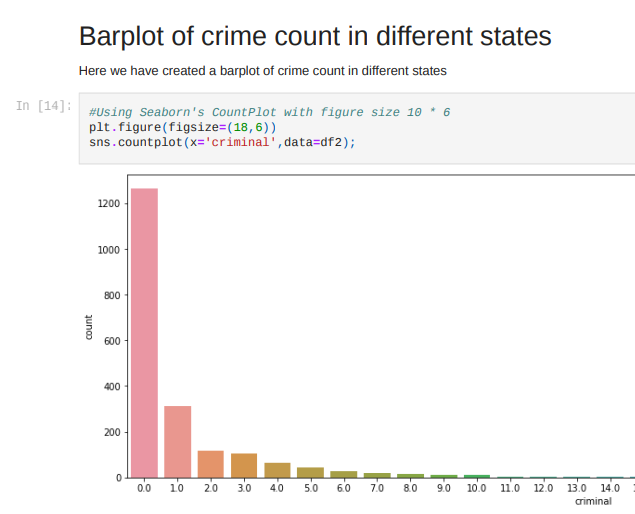 Barplot of crime count in different states
Here we have created a barplot of crime count in different states
In [14]:
#Using Seaborn's CountPlot with figure size 10 * 6
plt.figure(figsize=(18,6))
sns.countplot(x='criminal',data=df2);
1200
1000
800
600
400
200
0
count
0.0 1.0 2.0 3.0 4.0 5.0 6.0 7.0 8.0 9.0 10.0 11.0 12.0 13.0 14.0
criminal